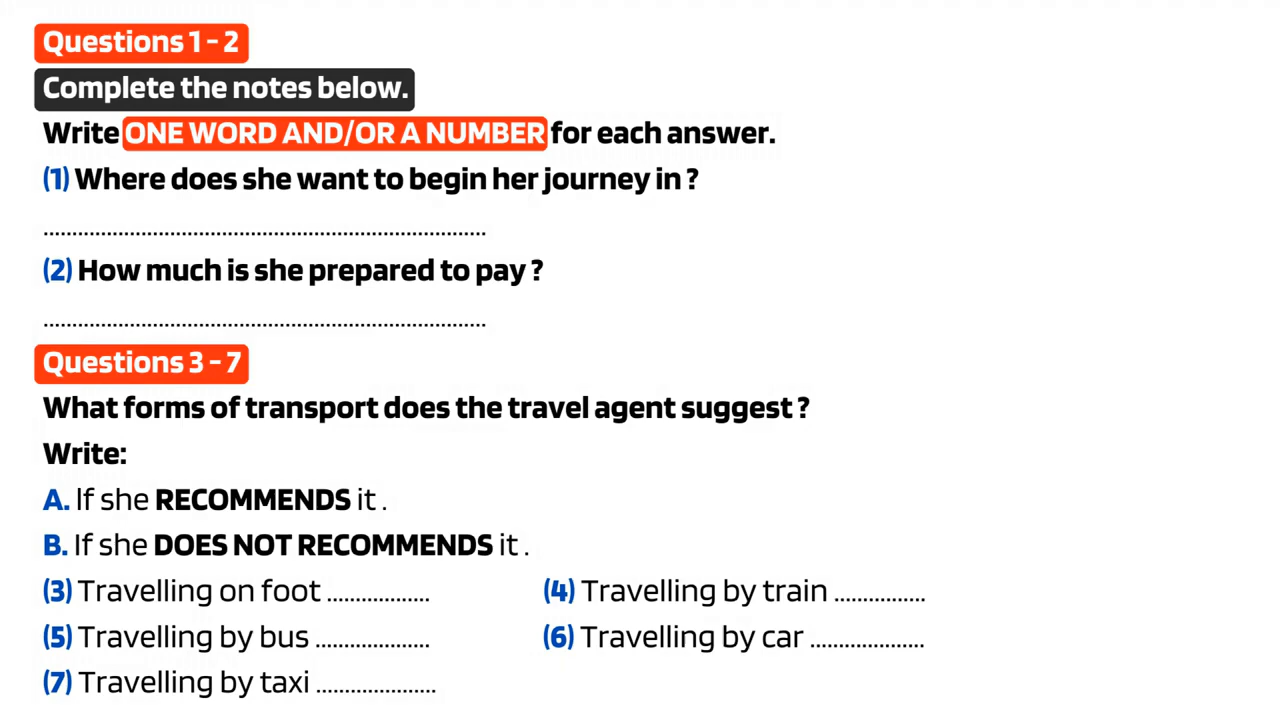 Questions 1 - 2
Complete the notes below.
Write ONE WORD AND/OR A NUMBER for each answer.
(1) Where does she want to begin her journey in ?
.............................................................................
(2) How much is she prepared to pay ?
.............................................................................
Questions 3 - 7
What forms of transport does the travel agent suggest ?
Write:
A. If she RECOMMENDS it .
B. If she DOES NOT RECOMMENDS it .
(3) Travelling on foot .................. (4) Travelling by train ................
(5) Travelling by bus .................... (6) Travelling by car ....................
(7) Travelling by taxi .....................